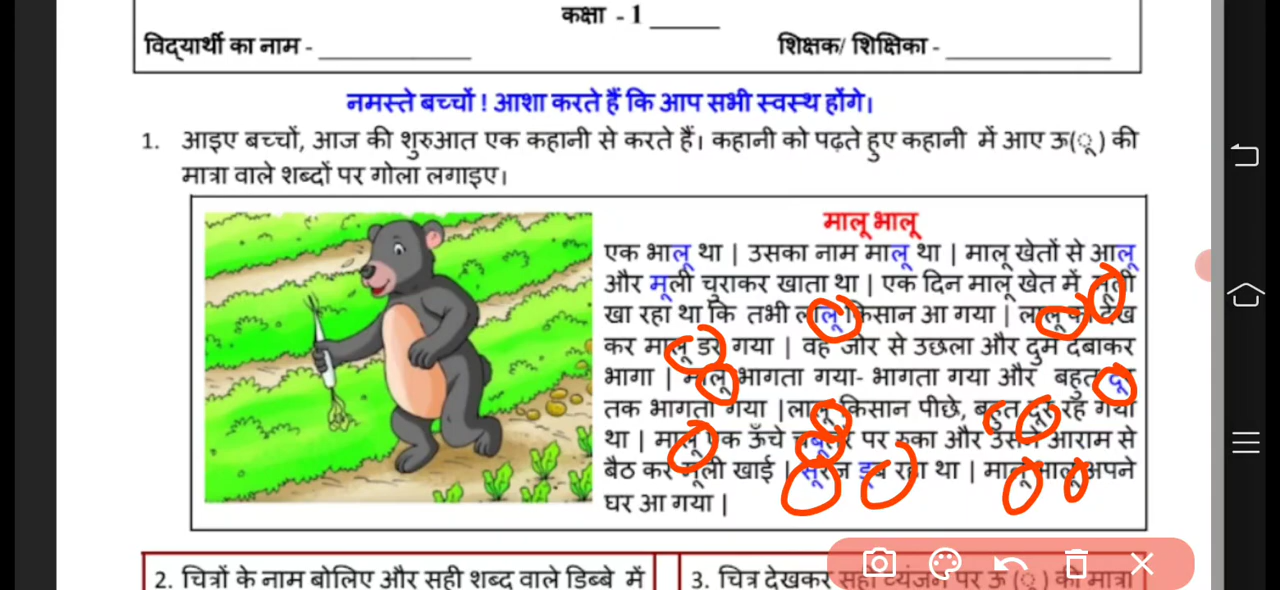 कक्षा - 1 ______
विद्यार्थी का नाम - ____________ शिक्षक/ शिक्षिका - ____________
नमस्ते बच्चों ! आशा करते हैं कि आप सभी स्वस्थ होंगे।
1. आइए बच्चों, आज की शुरुआत एक कहानी से करते हैं। कहानी को पढ़ते हुए कहानी में आए ऊ(ू) की
मात्रा वाले शब्दों पर गोला लगाइए।
मालू भालू
एक भालू था | उसका नाम मालू था | मालू खेतों से आलू
और मूली चुराकर खाता था | एक दिन मालू खेत में मूली
खा रहा था कि तभी लालू किसान आ गया | लालू को देख
कर मालू डर गया | वह जोर से उछला और दुम दबाकर
भागा | मालू भागता गया- भागता गया और बहुत दूर
तक भागता गया |लालू किसान पीछे, बहुत दूर रह गया
था | मालू एक ऊँचे चबूतरे पर रुका और उसने आराम से
बैठ कर मूली खाई | सूरज डूब रहा था | मालू भालू अपने
घर आ गया |
2. चित्रों के नाम बोलिए और सही शब्द वाले डिब्बे में
3. चित्र देखकर सही व्यंजन पर ऊ (ू) की मात्रा